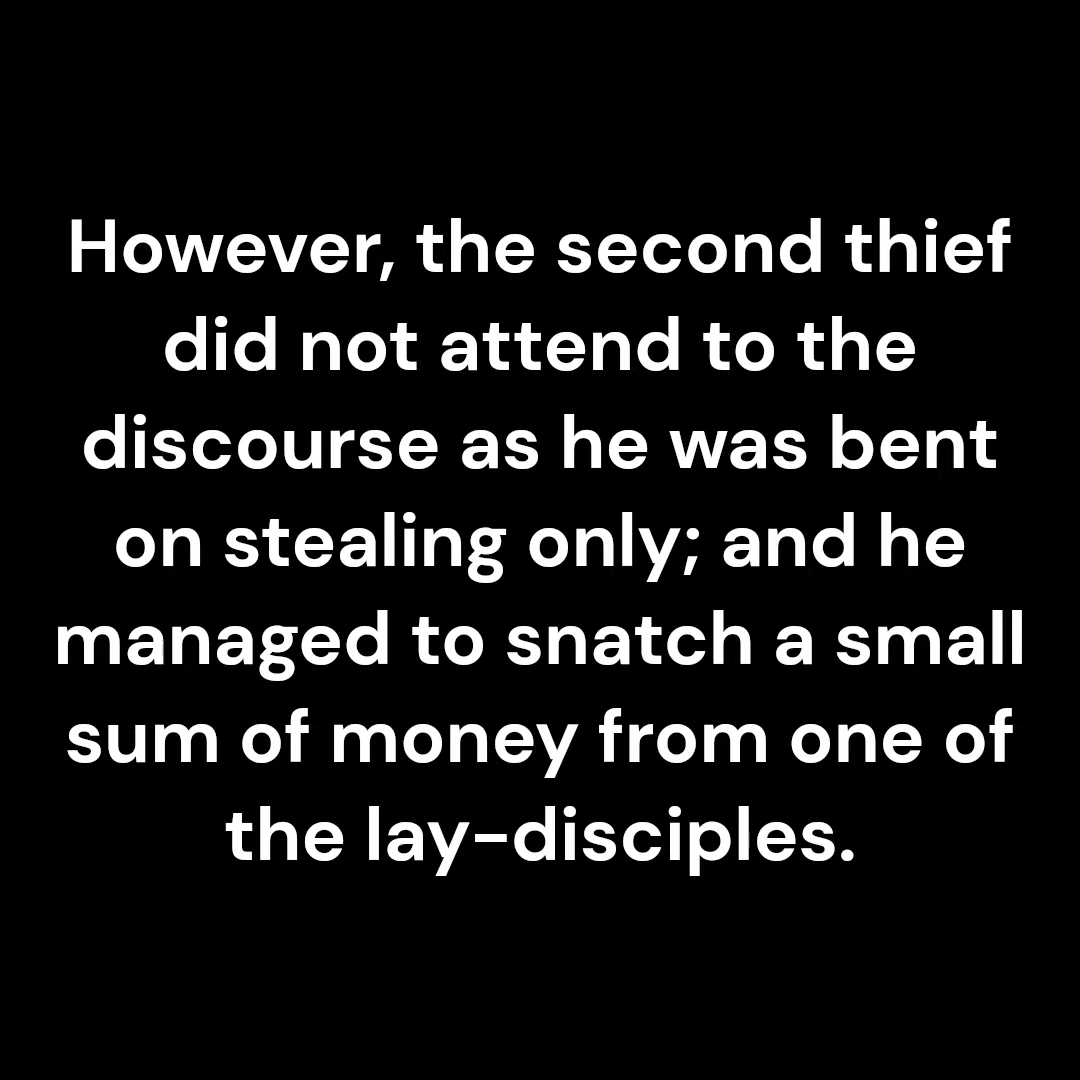 However, the second thief
did not attend to the
discourse as he was bent
on stealing only; and he
managed to snatch a small
sum of money from one of
the lay-disciples.